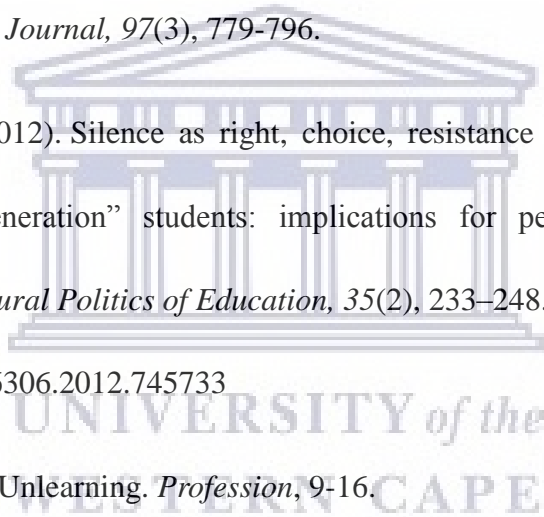 Journal, 97(3), 779-796.
012). Silence as right, choice, resistance
eneration” students: implications for pe
ural Politics of Education, 35(2), 233–248.
5306.2012.745733
UNIVERSITY of the
Unlearning. Profession, 9-16.
WESTERN CAPE